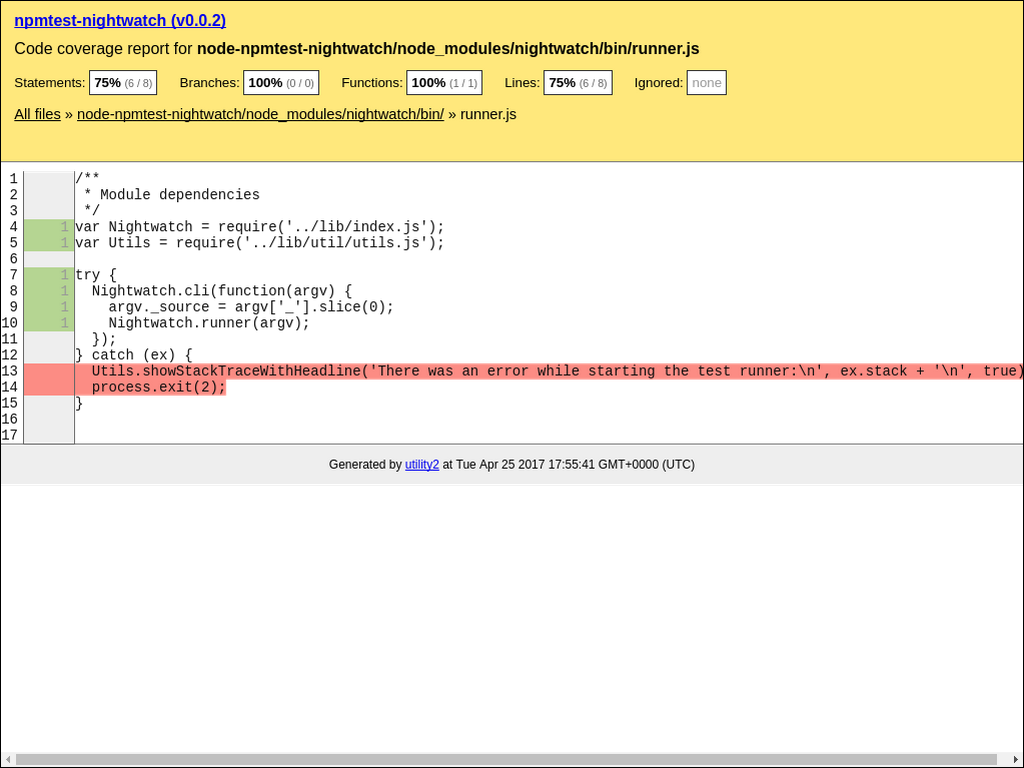 npmtest-nightwatch (v0.0.2)
Code coverage report for node-npmtest-nightwatch/node_modules/nightwatch/bin/runner.js
Statements: 75% (6 / 8) Branches: 100% (0 / 0) Functions: 100% (1 / 1) Lines: 75% (6 / 8) Ignored: none
All files » node-npmtest-nightwatch/node_modules/nightwatch/bin/ » runner.js
1 /**
2  * Module dependencies
3  */
4 1 var Nightwatch = require('../lib/index.js');
5 1 var Utils = require('../lib/util/utils.js');
6
7 1 try {
8 1   Nightwatch.cli(function(argv) {
9 1     argv._source = argv['_'].slice(0);
10 1     Nightwatch.runner(argv);
11   });
12 } catch (ex) {
13   Utils.showStackTraceWithHeadline('There was an error while starting the test runner:\n', ex.stack + '\n', true)
14   process.exit(2);
15 }
16
17
Generated by utility2 at Tue Apr 25 2017 17:55:41 GMT+0000 (UTC)